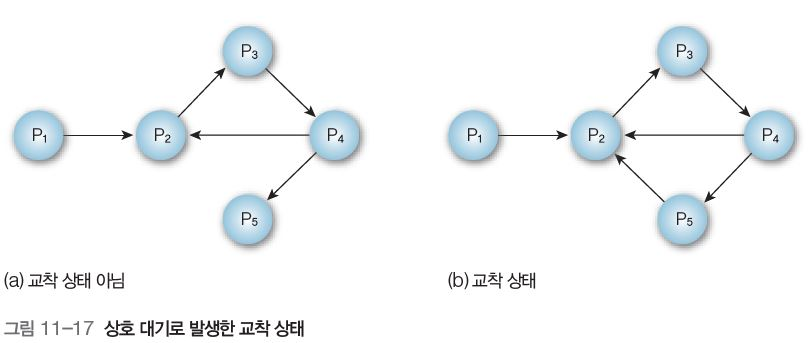 P₃
P₁
P₂
P₄
P₅
(a) 교착 상태 아님
P₃
P₁
P₂
P₄
P₅
(b) 교착 상태
그림 11-17 상호 대기로 발생한 교착 상태